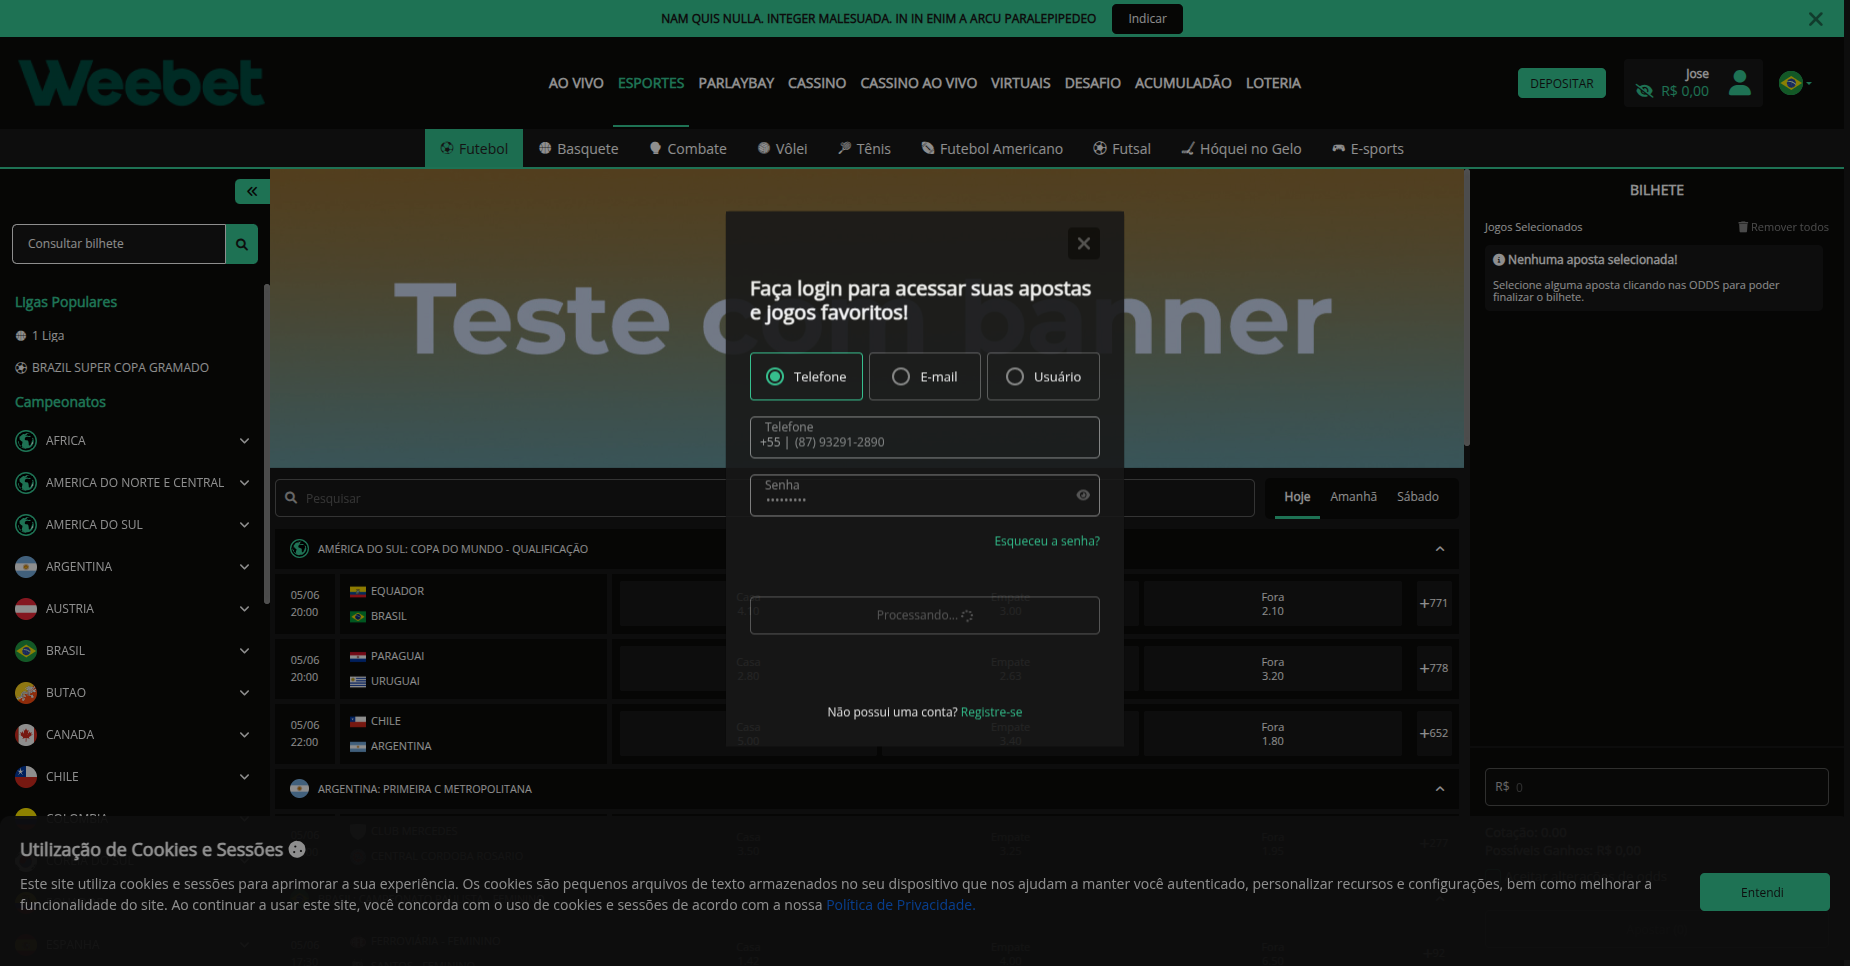 NAM QUIS NULLA. INTEGER MALESUADA. IN IN ENIM A ARCU PARALEPIPEDEO
Indicar
Weebet
AO VIVO ESPORTES PARLAYBAY CASSINO CASSINO AO VIVO VIRTUAIS DESAFIO ACUMULADÃO LOTERIA
DEPOSITAR
Jose
R$ 0,00
Futebol Basquete Combate Vôlei Tênis Futebol Americano Futsal Hóquei no Gelo E-sports
Consultar bilhete
Ligas Populares
1 Liga
BRAZIL SUPER COPA GRAMADO
Campeonatos
AFRICA
AMERICA DO NORTE E CENTRAL
AMERICA DO SUL
ARGENTINA
AUSTRIA
BRASIL
BUTAO
CANADA
CHILE
COLOMBIA
ESPANHA
Teste com banner
Faça login para acessar suas apostas
e jogos favoritos!
Telefone E-mail Usuário
Telefone
+55 | (87) 93291-2890
Senha
•••••••••
Esqueceu a senha?
Processando...
Não possui uma conta? Registre-se
Pesquisar
Hoje Amanhã Sábado
AMÉRICA DO SUL: COPA DO MUNDO - QUALIFICAÇÃO
05/06
20:00
EQUADOR
BRASIL
Casa
Empate
3.00
Fora
2.10
+771
05/06
20:00
PARAGUAI
URUGUAI
Casa
2.80
Empate
2.63
Fora
3.20
+778
05/06
22:00
CHILE
ARGENTINA
Casa
5.00
Empate
3.40
Fora
1.80
+652
ARGENTINA: PRIMEIRA C METROPOLITANA
BILHETE
Jogos Selecionados
Remover todos
Nenhuma aposta selecionada!
Selecione alguma aposta clicando nas ODDS para poder
finalizar o bilhete.
R$ 0
Cotação: 0.00
Possíveis Ganhos: R$ 0,00
Utilização de Cookies e Sessões
Este site utiliza cookies e sessões para aprimorar a sua experiência. Os cookies são pequenos arquivos de texto armazenados no seu dispositivo que nos ajudam a manter você autenticado, personalizar recursos e configurações, bem como melhorar a
funcionalidade do site. Ao continuar a usar este site, você concorda com o uso de cookies e sessões de acordo com a nossa Política de Privacidade.
Entendi